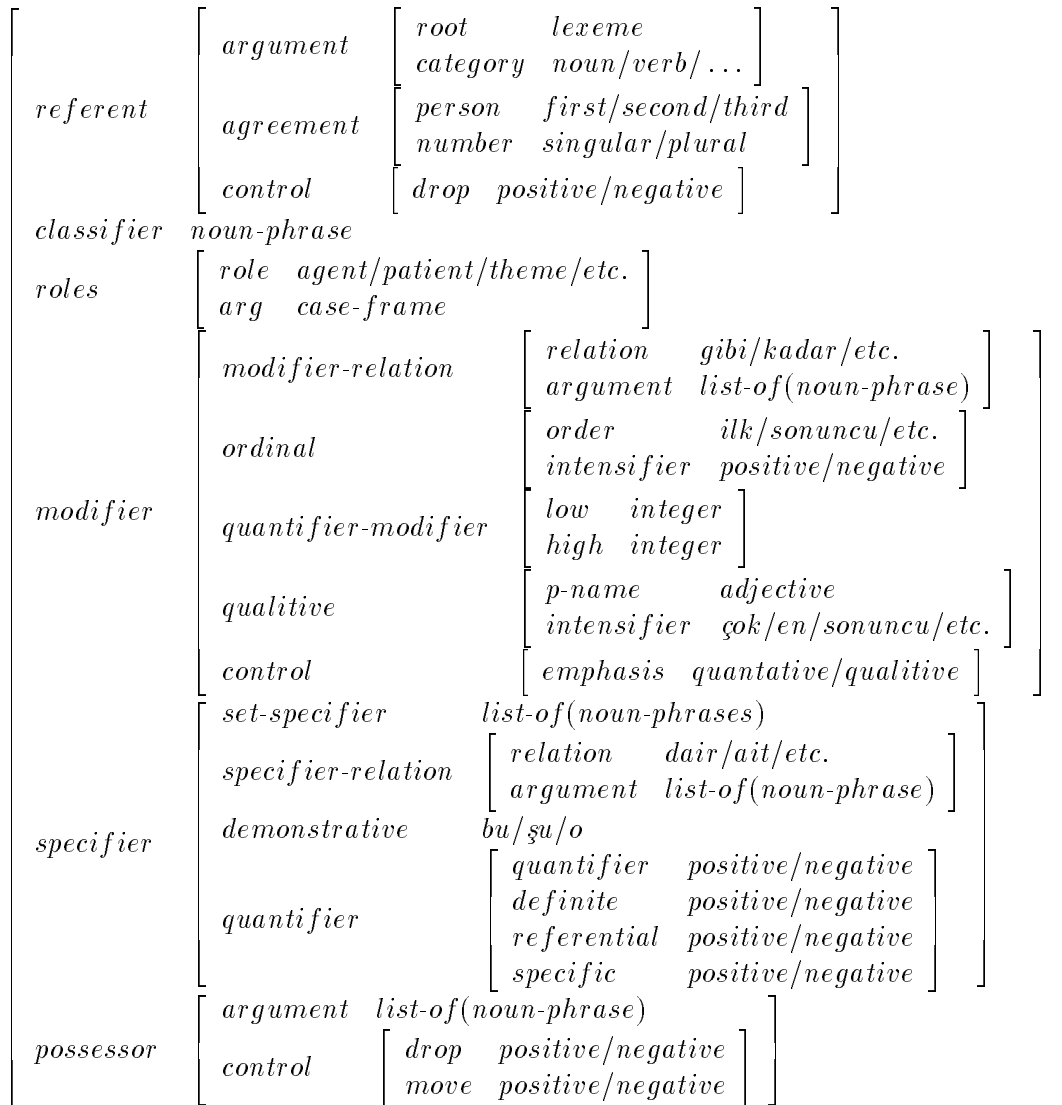 argument root lexeme
category noun/verb/ ...
referent agreement person first/second/third
number singular/plural
control drop positive/negative
classifier noun-phrase
roles role agent/patient/theme/etc.
arg case-frame
modifier-relation relation gibi/kadar/etc.
argument list-of(noun-phrase)
ordinal order ilk/sonuncu/etc.
intensifier positive/negative
modifier quantifier-modifier low integer
high integer
qualitive p-name adjective
intensifier çok/en/sonuncu/etc.
control emphasis quantative/qualitive
set-specifier list-of(noun-phrases)
specifier-relation relation dair/ait/etc.
argument list-of(noun-phrase)
demonstrative bu/şu/o
specifier quantifier quantifier positive/negative
definite positive/negative
referential positive/negative
specific positive/negative
argument list-of(noun-phrase)
possessor control drop positive/negative
move positive/negative